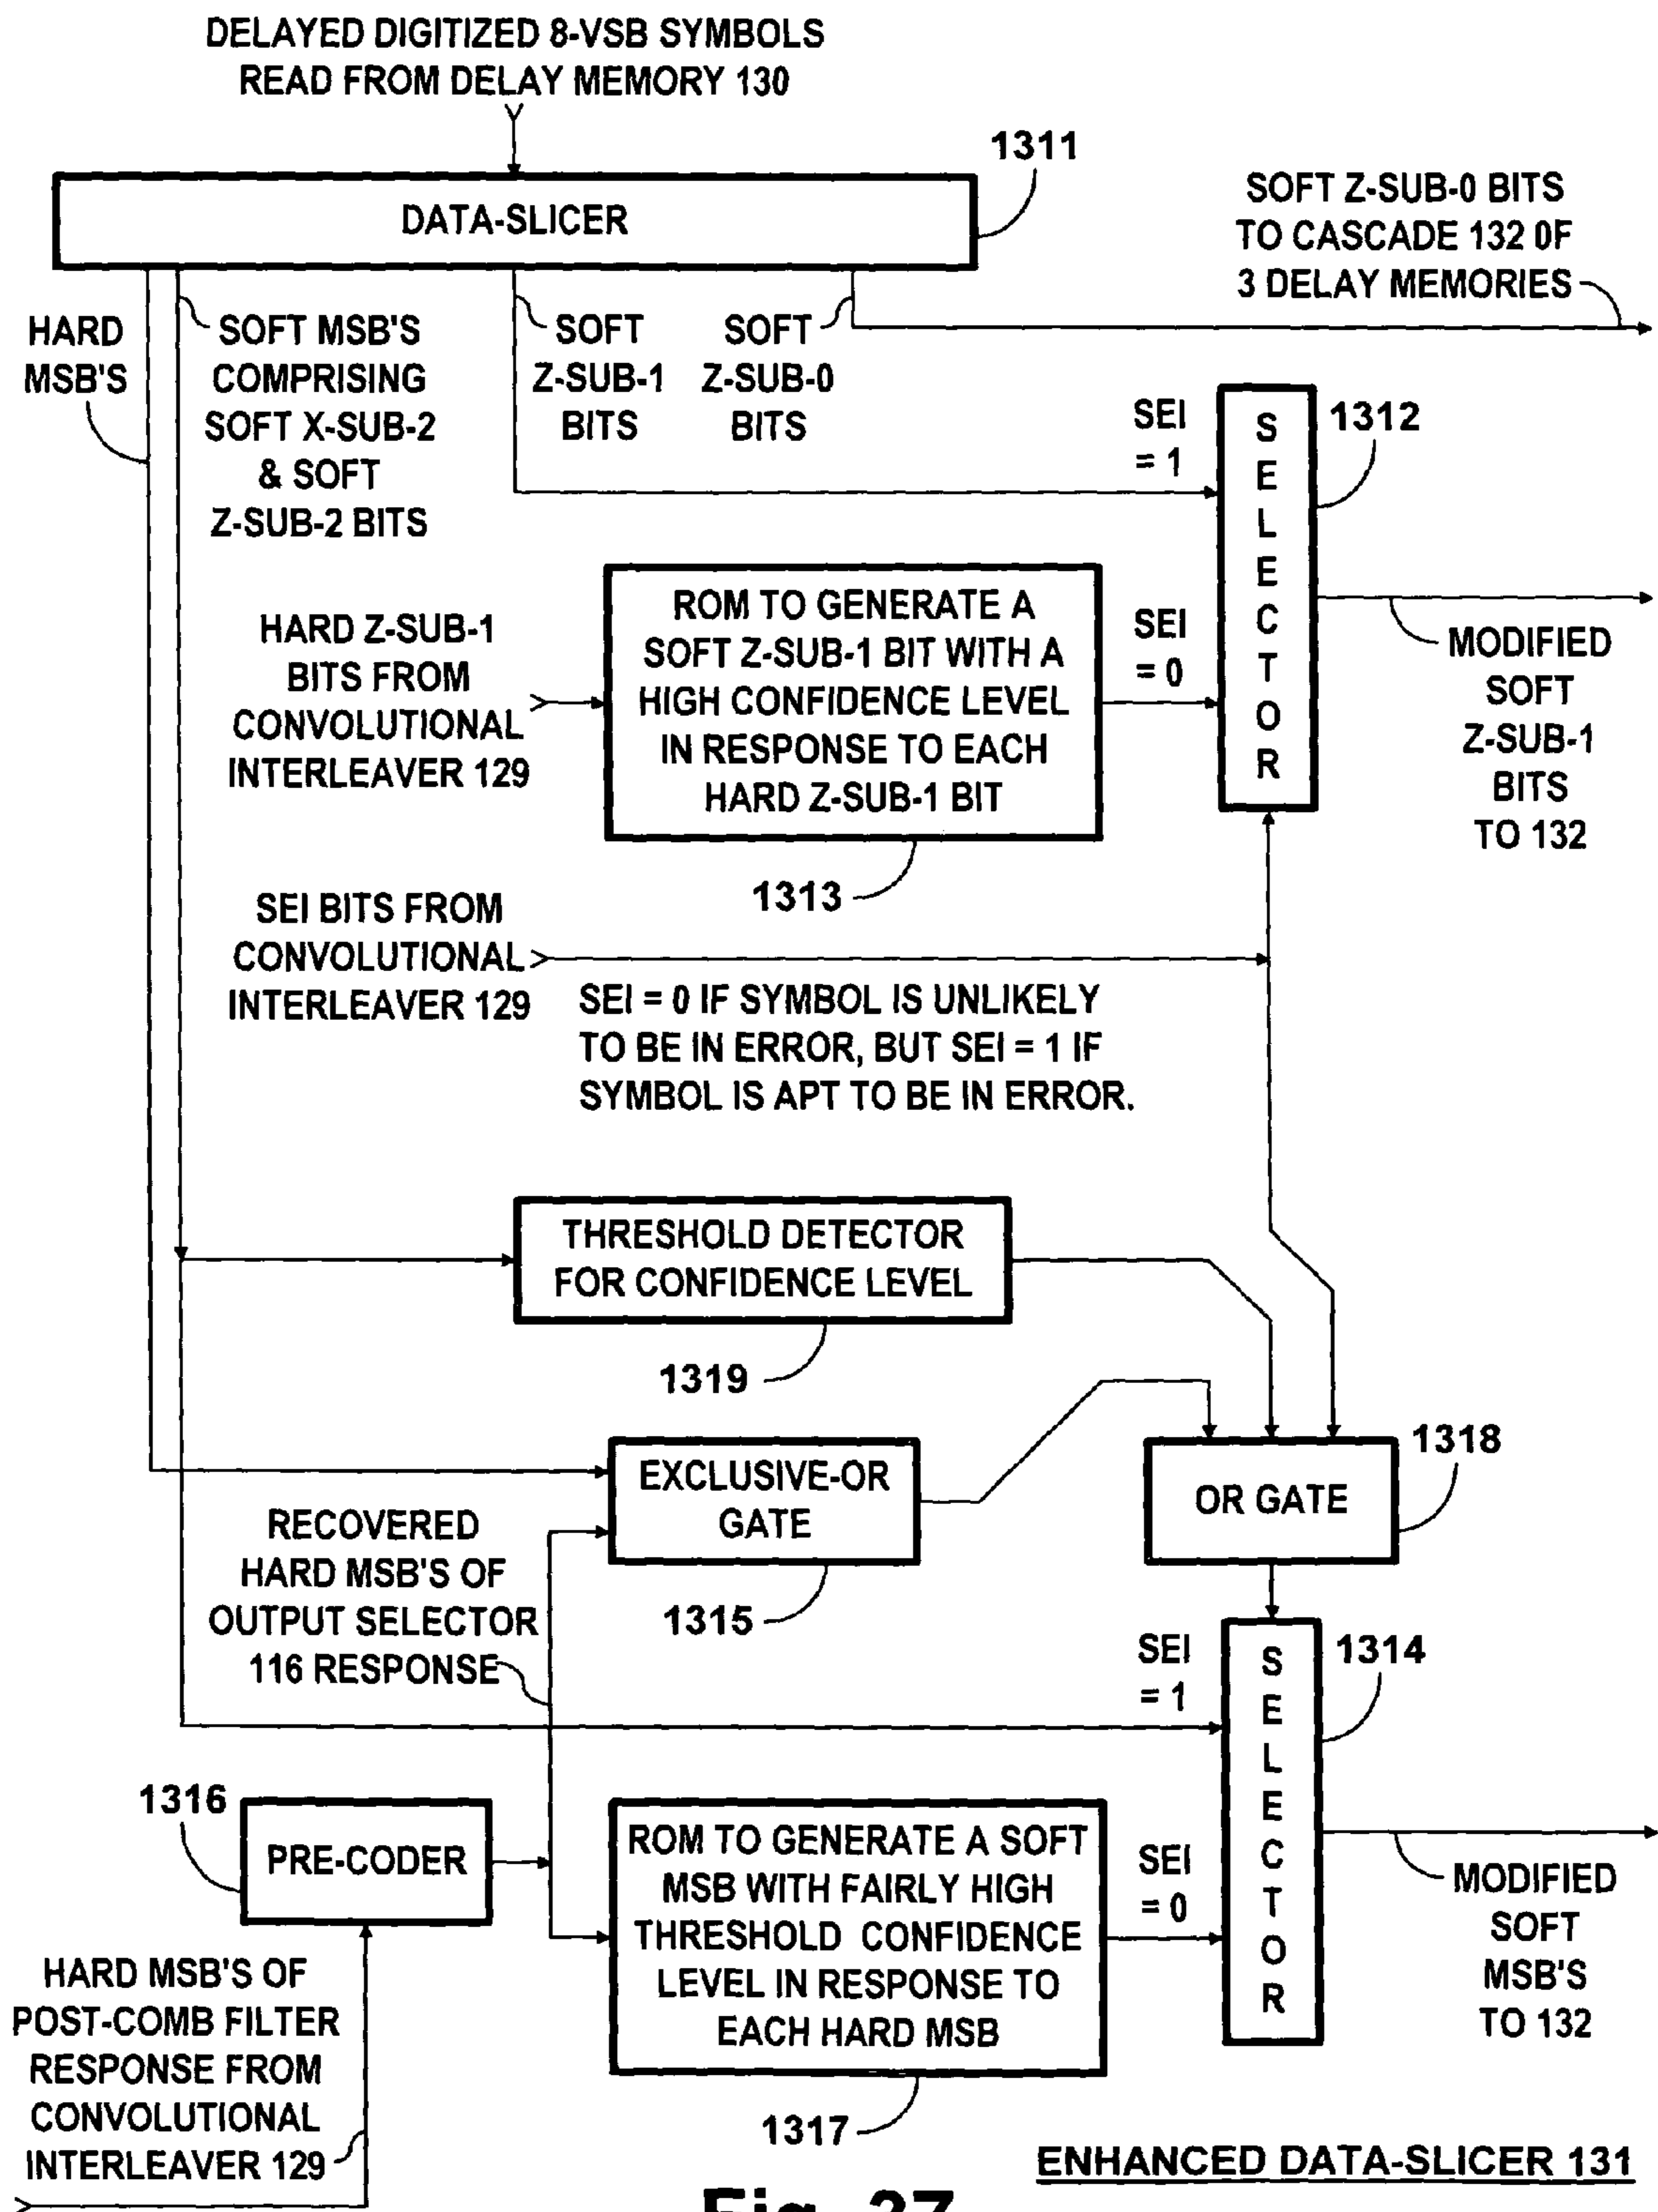 DELAYED DIGITIZED 8-VSB SYMBOLS
READ FROM DELAY MEMORY 130
1311
DATA-SLICER
SOFT Z-SUB-0 BITS
TO CASCADE 132 0F
3 DELAY MEMORIES
HARD
MSB'S
SOFT MSB'S
COMPRISING
SOFT X-SUB-2
& SOFT
Z-SUB-2 BITS
SOFT
Z-SUB-1
BITS
SOFT
Z-SUB-0
BITS
SEI
= 1
SELECTOR
1312
HARD Z-SUB-1
BITS FROM
CONVOLUTIONAL
INTERLEAVER 129
ROM TO GENERATE A
SOFT Z-SUB-1 BIT WITH A
HIGH CONFIDENCE LEVEL
IN RESPONSE TO EACH
HARD Z-SUB-1 BIT
SEI
= 0
MODIFIED
SOFT
Z-SUB-1
BITS
TO 132
1313
SEI BITS FROM
CONVOLUTIONAL
INTERLEAVER 129
SEI = 0 IF SYMBOL IS UNLIKELY
TO BE IN ERROR, BUT SEI = 1 IF
SYMBOL IS APT TO BE IN ERROR.
THRESHOLD DETECTOR
FOR CONFIDENCE LEVEL
1319
EXCLUSIVE-OR
GATE
1315
OR GATE
1318
RECOVERED
HARD MSB'S OF
OUTPUT SELECTOR
116 RESPONSE
SEI
= 1
SELECTOR
1314
1316
PRE-CODER
ROM TO GENERATE A SOFT
MSB WITH FAIRLY HIGH
THRESHOLD CONFIDENCE
LEVEL IN RESPONSE TO
EACH HARD MSB
SEI
= 0
MODIFIED
SOFT
MSB'S
TO 132
HARD MSB'S OF
POST-COMB FILTER
RESPONSE FROM
CONVOLUTIONAL
INTERLEAVER 129
1317
ENHANCED DATA-SLICER 131